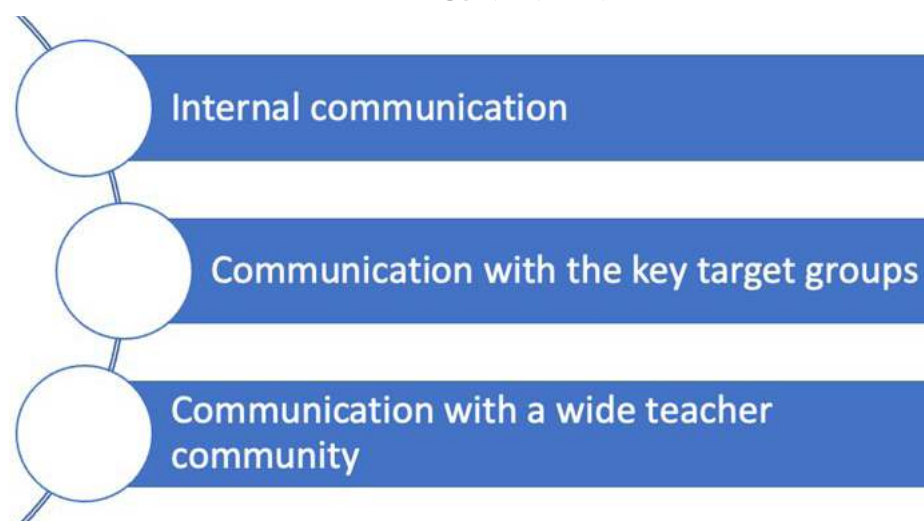 Internal communication
Communication with the key target groups
Communication with a wide teacher
community